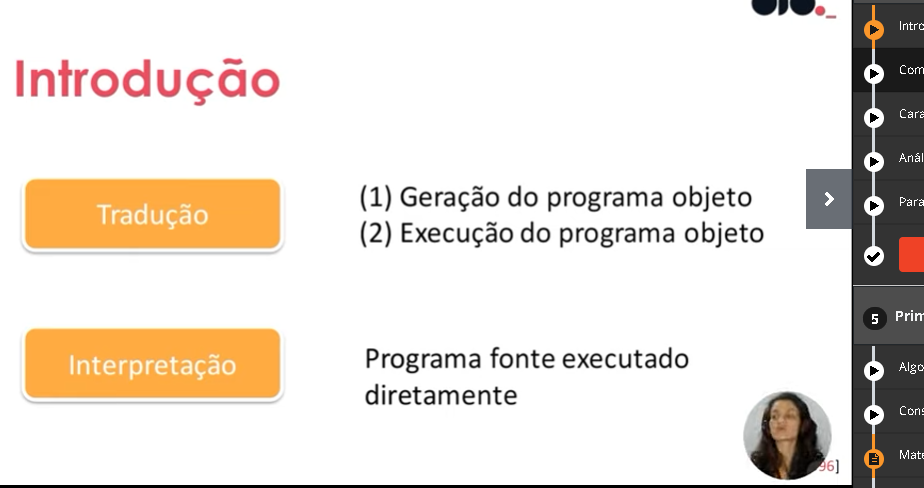 Introdução
Tradução
(1) Geração do programa objeto
(2) Execução do programa objeto
Interpretação
Programa fonte executado
diretamente
96]
Intro
Com
Cara
Anál
Para
5 Prim
Algo
Cons
Mate